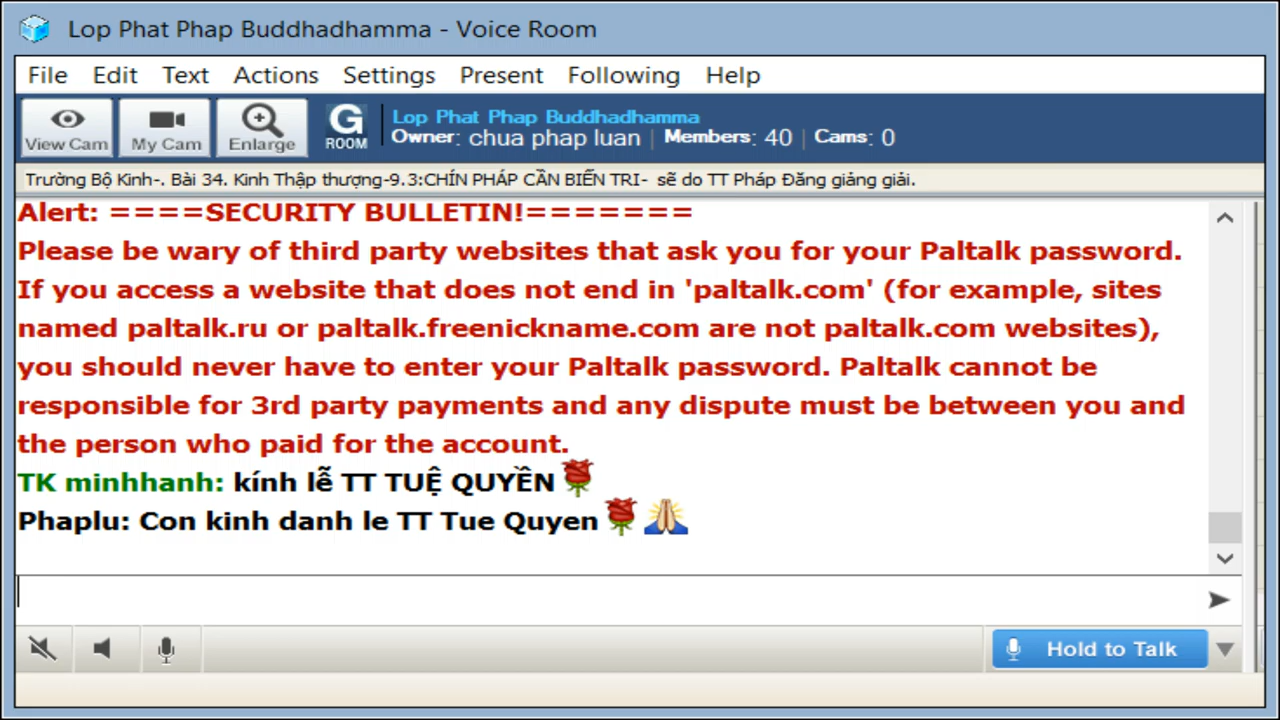 Lop Phat Phap Buddhadhamma - Voice Room
File Edit Text Actions Settings Present Following Help
View Cam My Cam Enlarge G ROOM
Lop Phat Phap Buddhadhamma
Owner: chua phap luan | Members: 40 | Cams: 0
Trường Bộ Kinh-. Bài 34. Kinh Thập thượng-9.3:CHÍN PHÁP CẦN BIẾN TRI- sẽ do TT Pháp Đăng giảng giải.
Alert: ====SECURITY BULLETIN!=======
Please be wary of third party websites that ask you for your Paltalk password.
If you access a website that does not end in 'paltalk.com' (for example, sites
named paltalk.ru or paltalk.freenickname.com are not paltalk.com websites),
you should never have to enter your Paltalk password. Paltalk cannot be
responsible for 3rd party payments and any dispute must be between you and
the person who paid for the account.
TK minhhanh: kính lễ TT TUỆ QUYỀN
Phaplu: Con kinh danh le TT Tue Quyen
Hold to Talk